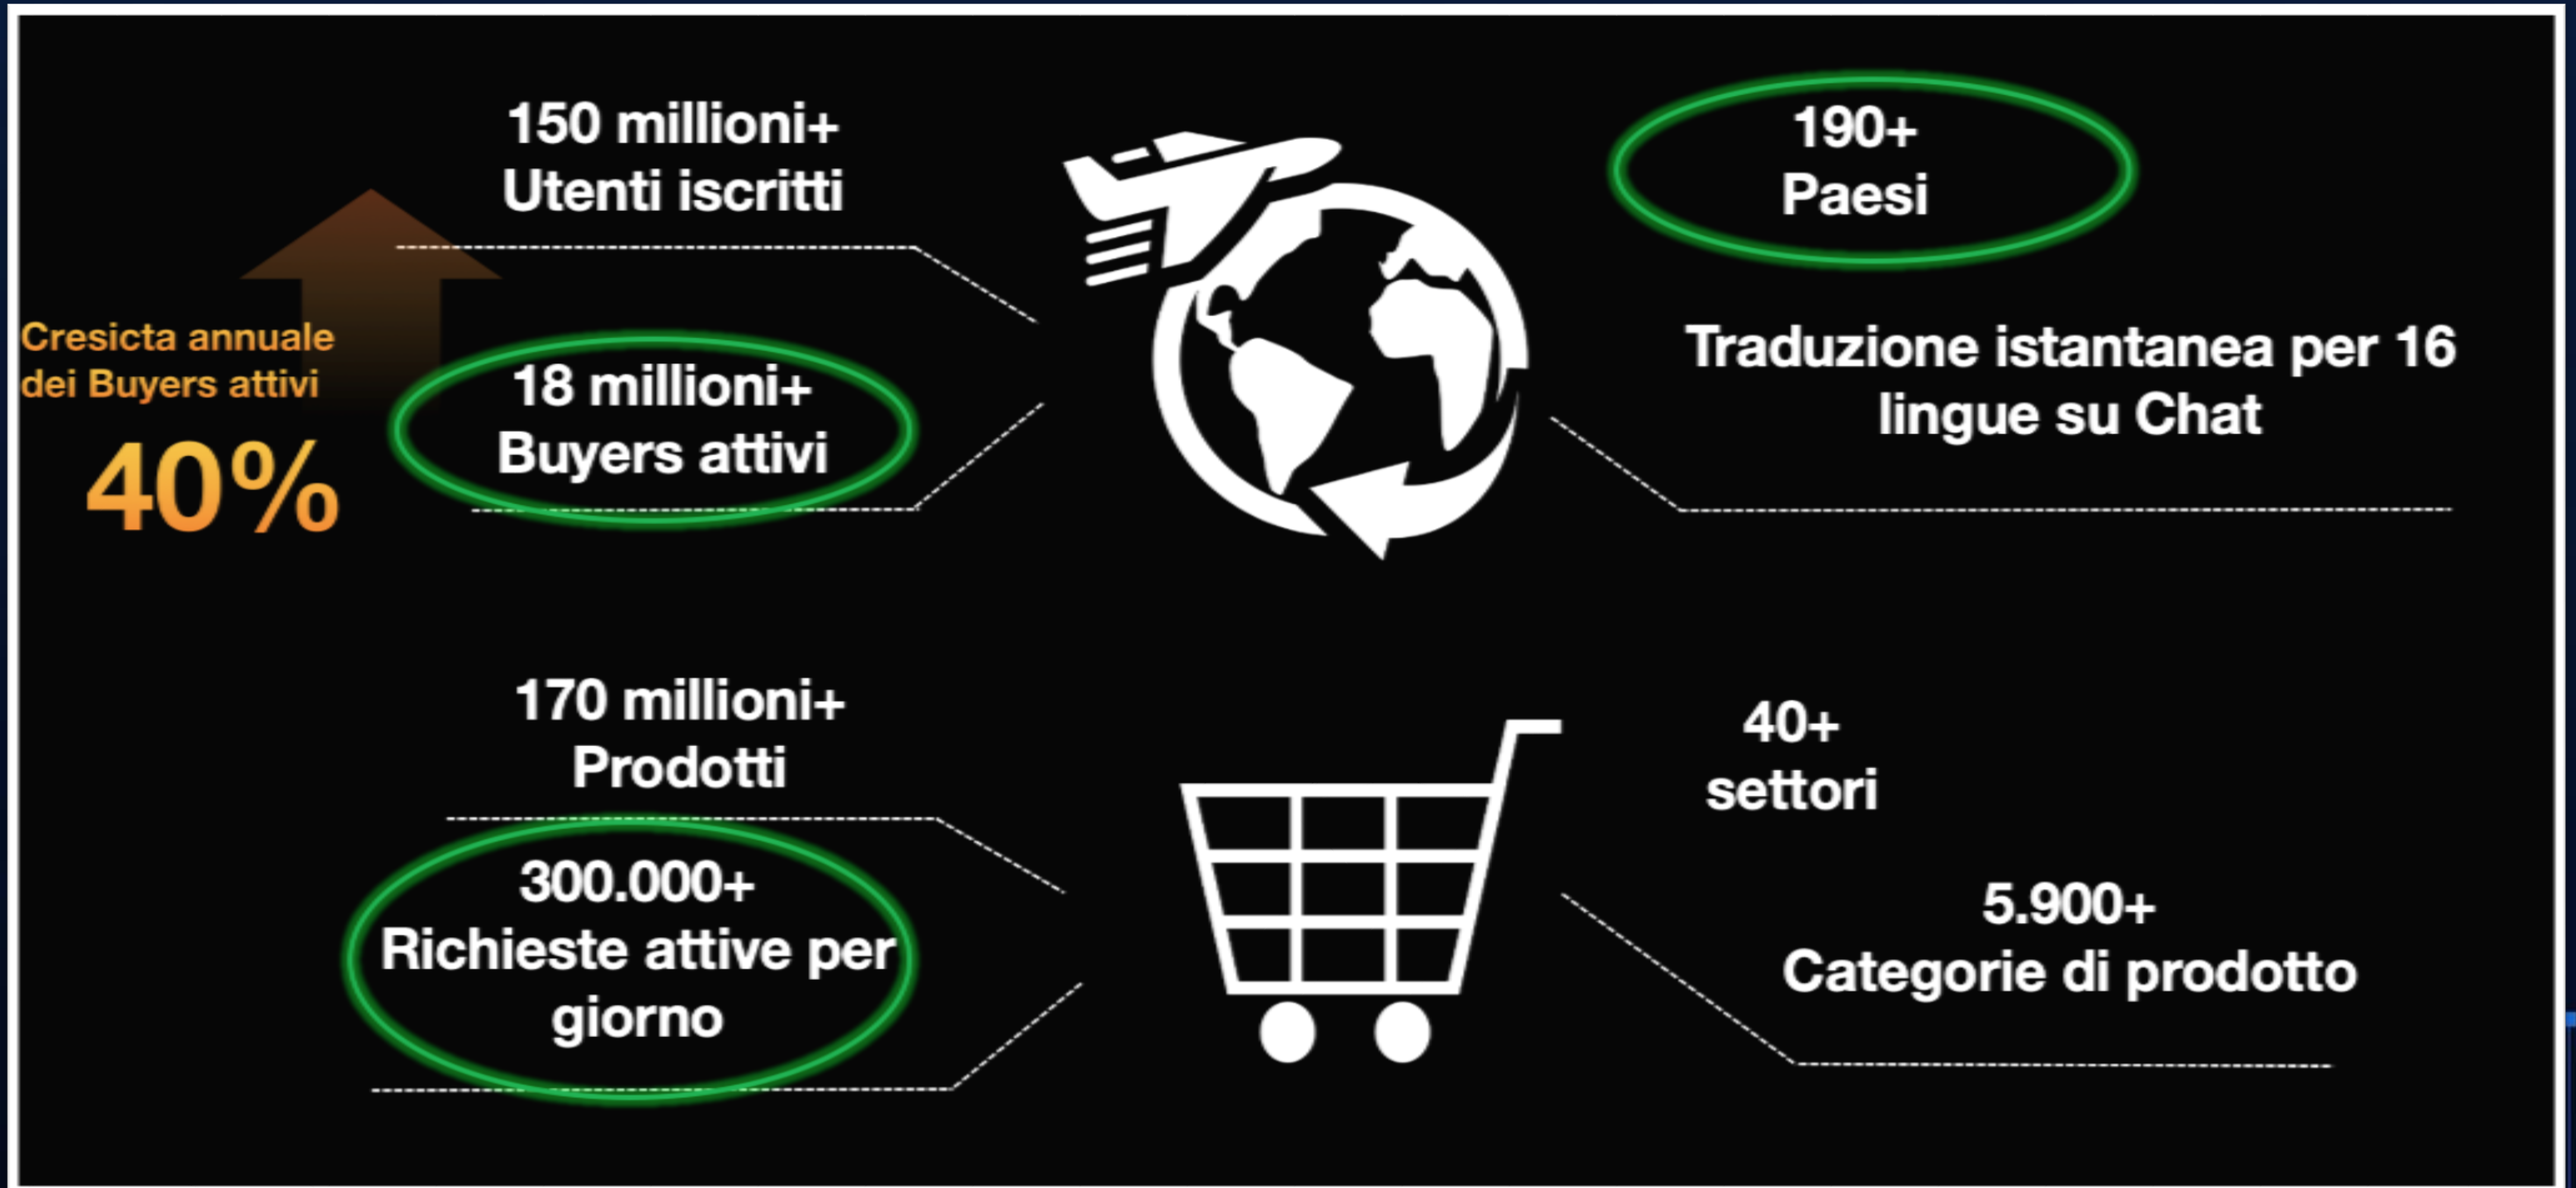 150 millioni+
Utenti iscritti
190+
Paesi
Cresicta annuale
dei Buyers attivi
40%
18 millioni+
Buyers attivi
Traduzione istantanea per 16
lingue su Chat
170 millioni+
Prodotti
40+
settori
300.000+
Richieste attive per
giorno
5.900+
Categorie di prodotto